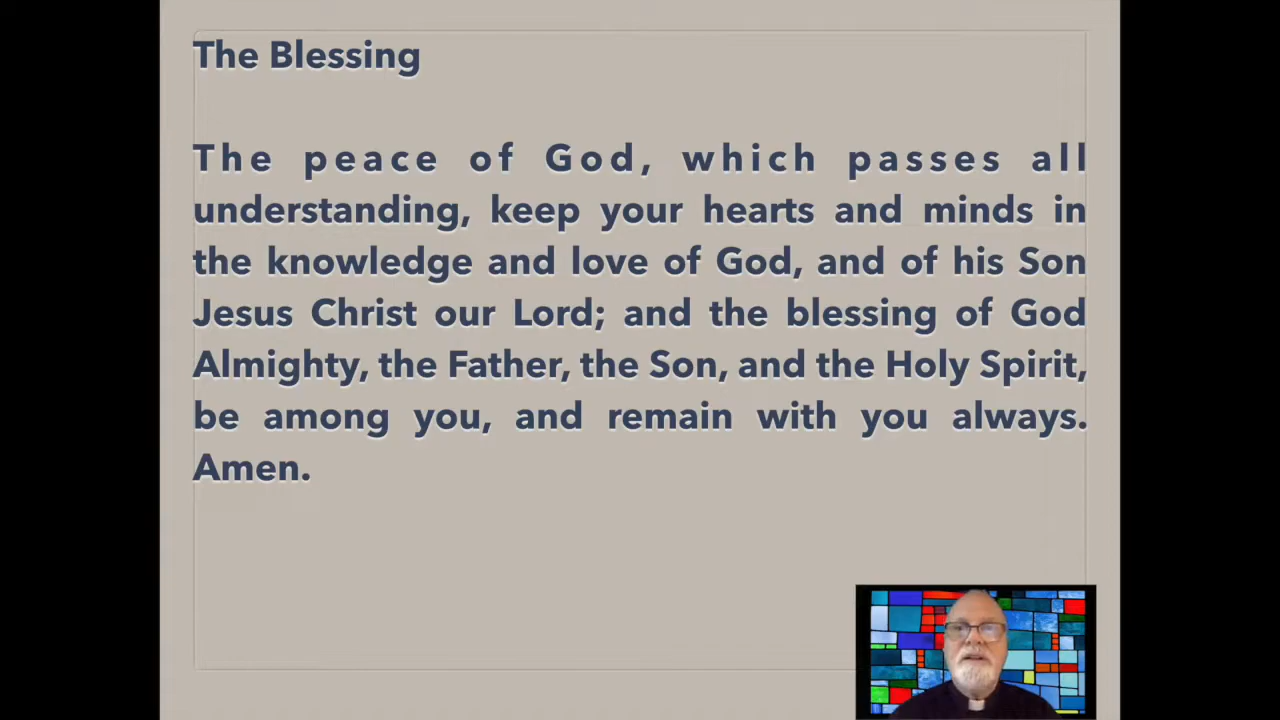 The Blessing
The peace of God, which passes all
understanding, keep your hearts and minds in
the knowledge and love of God, and of his Son
Jesus Christ our Lord; and the blessing of God
Almighty, the Father, the Son, and the Holy Spirit,
be among you, and remain with you always.
Amen.